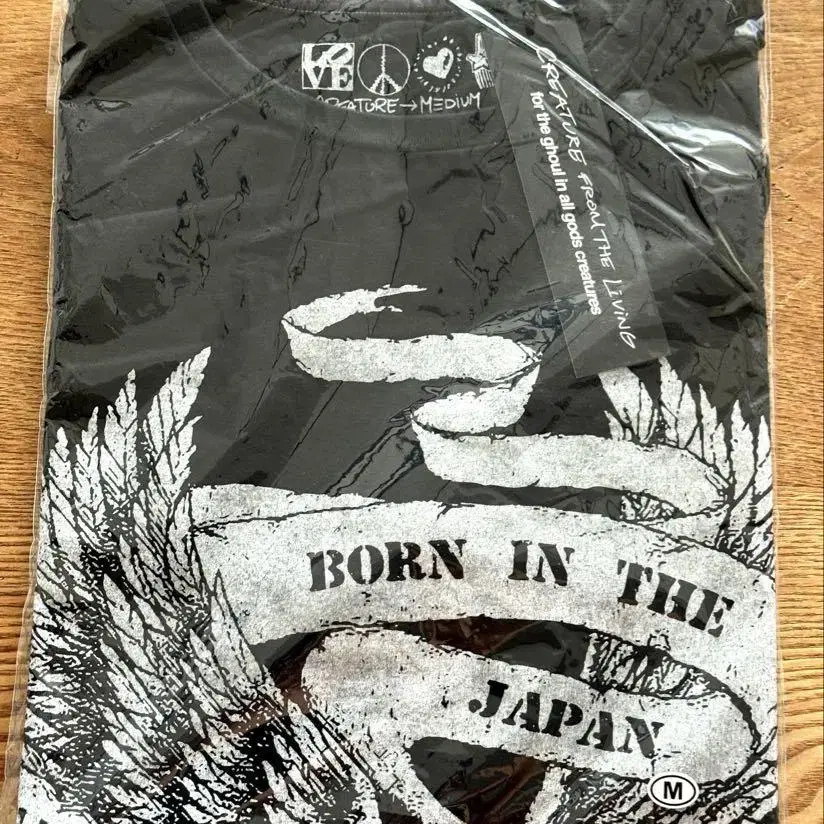 LOVE
CREATURE→MEDIUM
CREATURE FROM THE LIVING
for the ghoul in all gods creatures
BORN IN THE
JAPAN
M